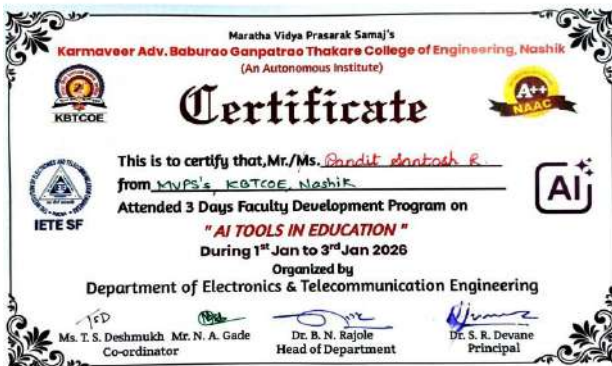 Maratha Vidya Prasarak Samaj's
Karmaveer Adv. Baburao Ganpatrao Thakare College of Engineering, Nashik
(An Autonomous Institute)
KBTCOE
Certificate
A++
NAAC
This is to certify that, Mr./Ms. Pandit Santosh R.
from MVPS's, KBTCOE, Nashik
IETE SF
AI
Attended 3 Days Faculty Development Program on
"AI TOOLS IN EDUCATION"
During 1st Jan to 3rd Jan 2026
Organized by
Department of Electronics & Telecommunication Engineering
Ms. T. S. Deshmukh Mr. N. A. Gade
Co-ordinator
Dr. B. N. Rajole
Head of Department
Dr. S. R. Devane
Principal